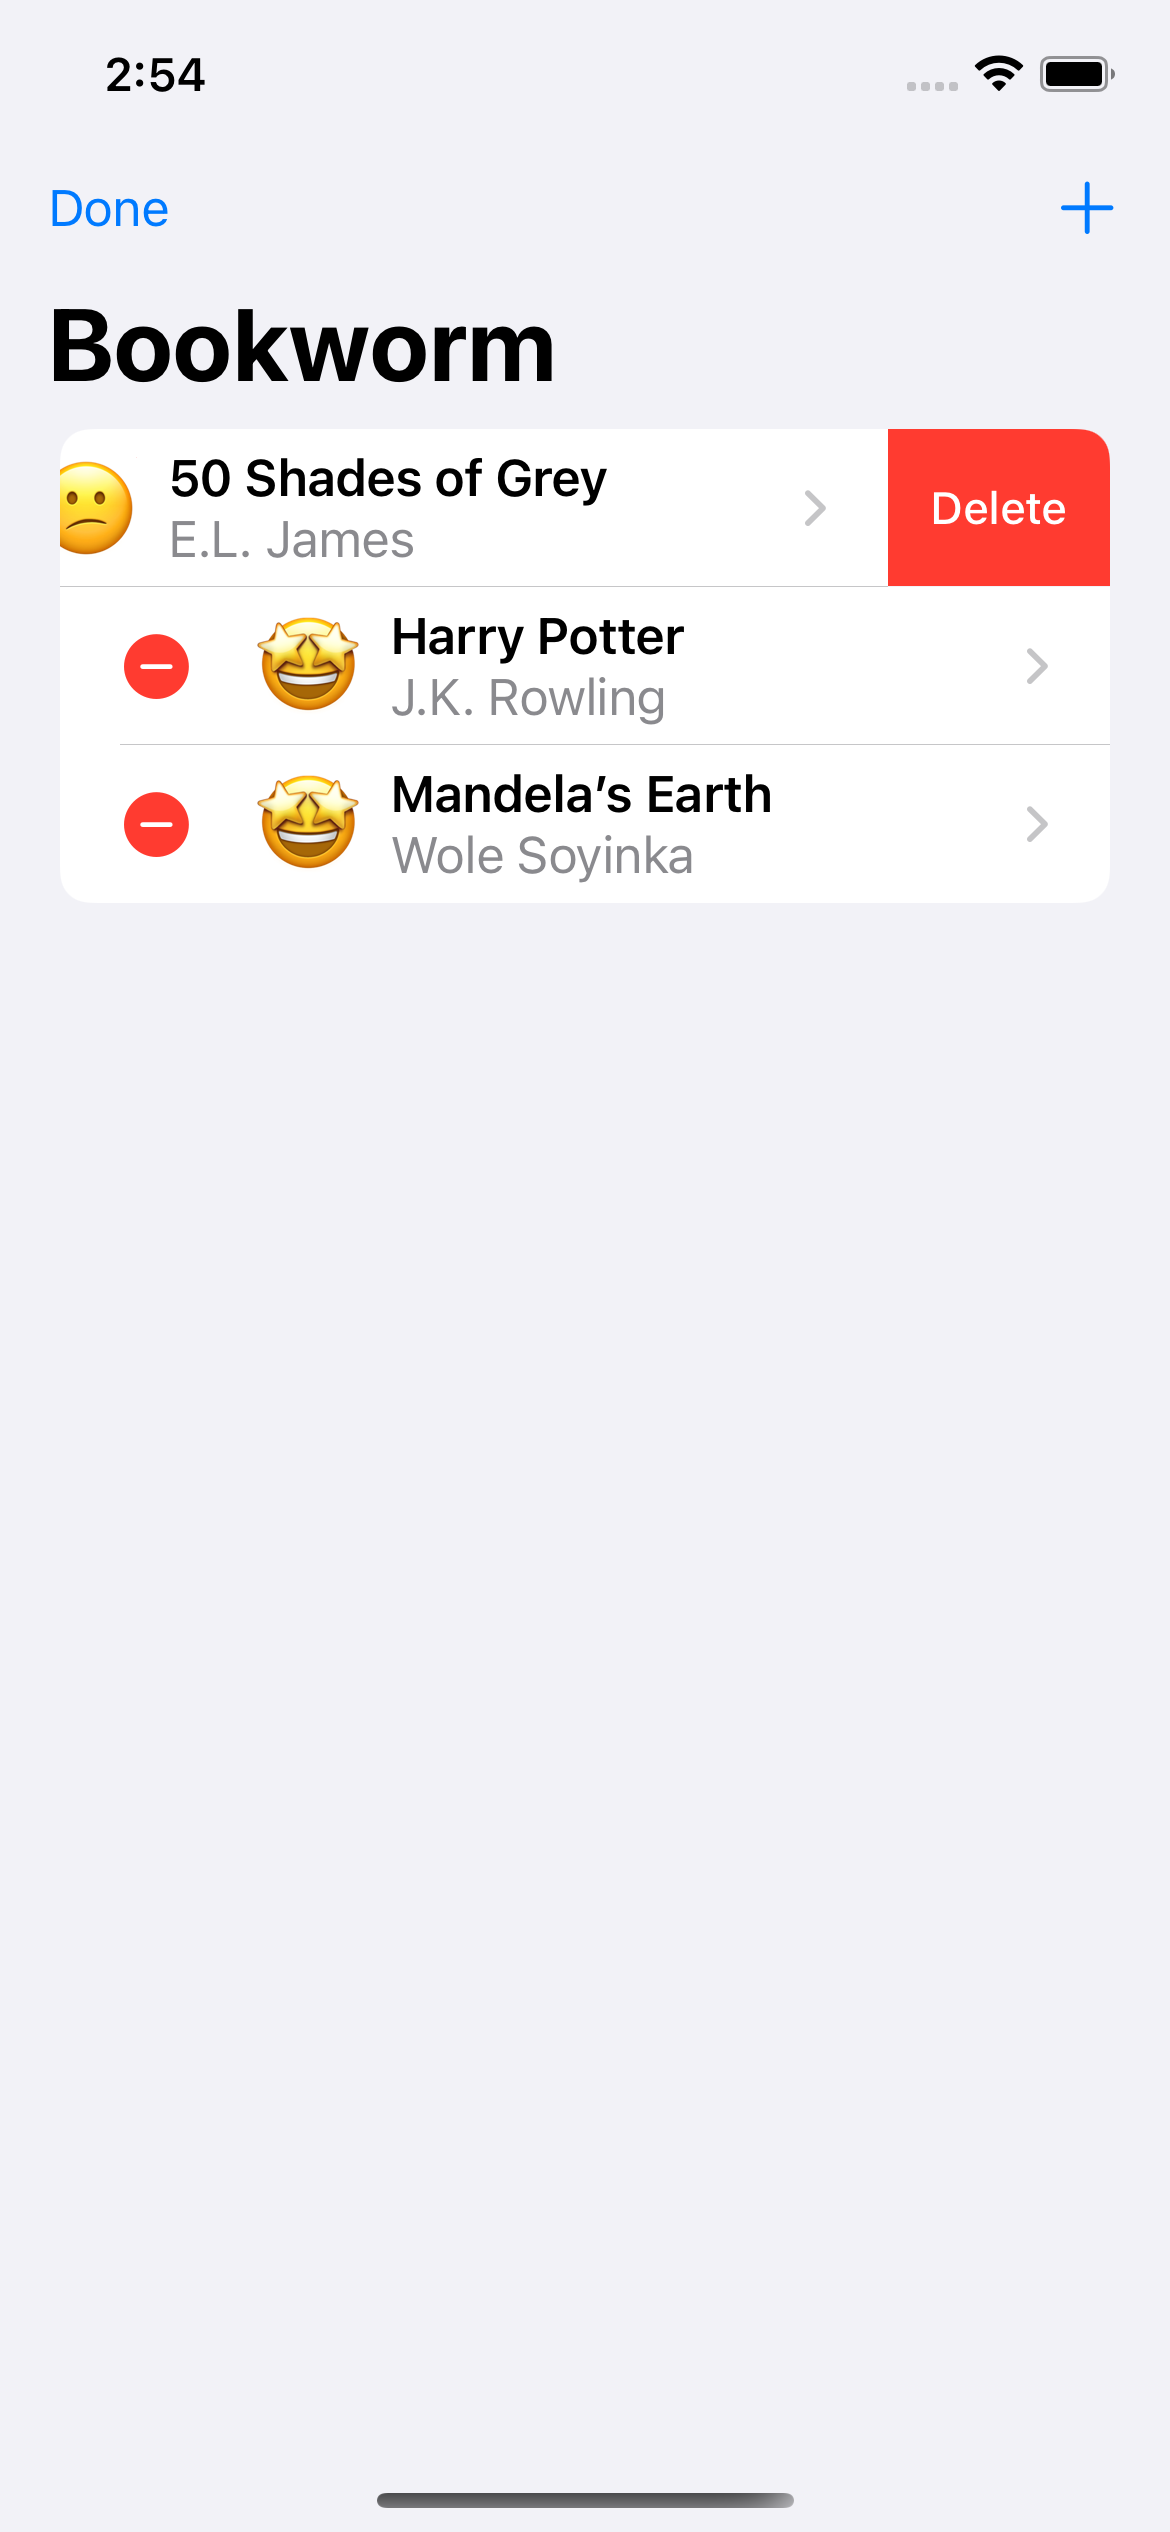 2:54
Done
Bookworm
50 Shades of Grey
E.L. James
Delete
Harry Potter
J.K. Rowling
Mandela’s Earth
Wole Soyinka